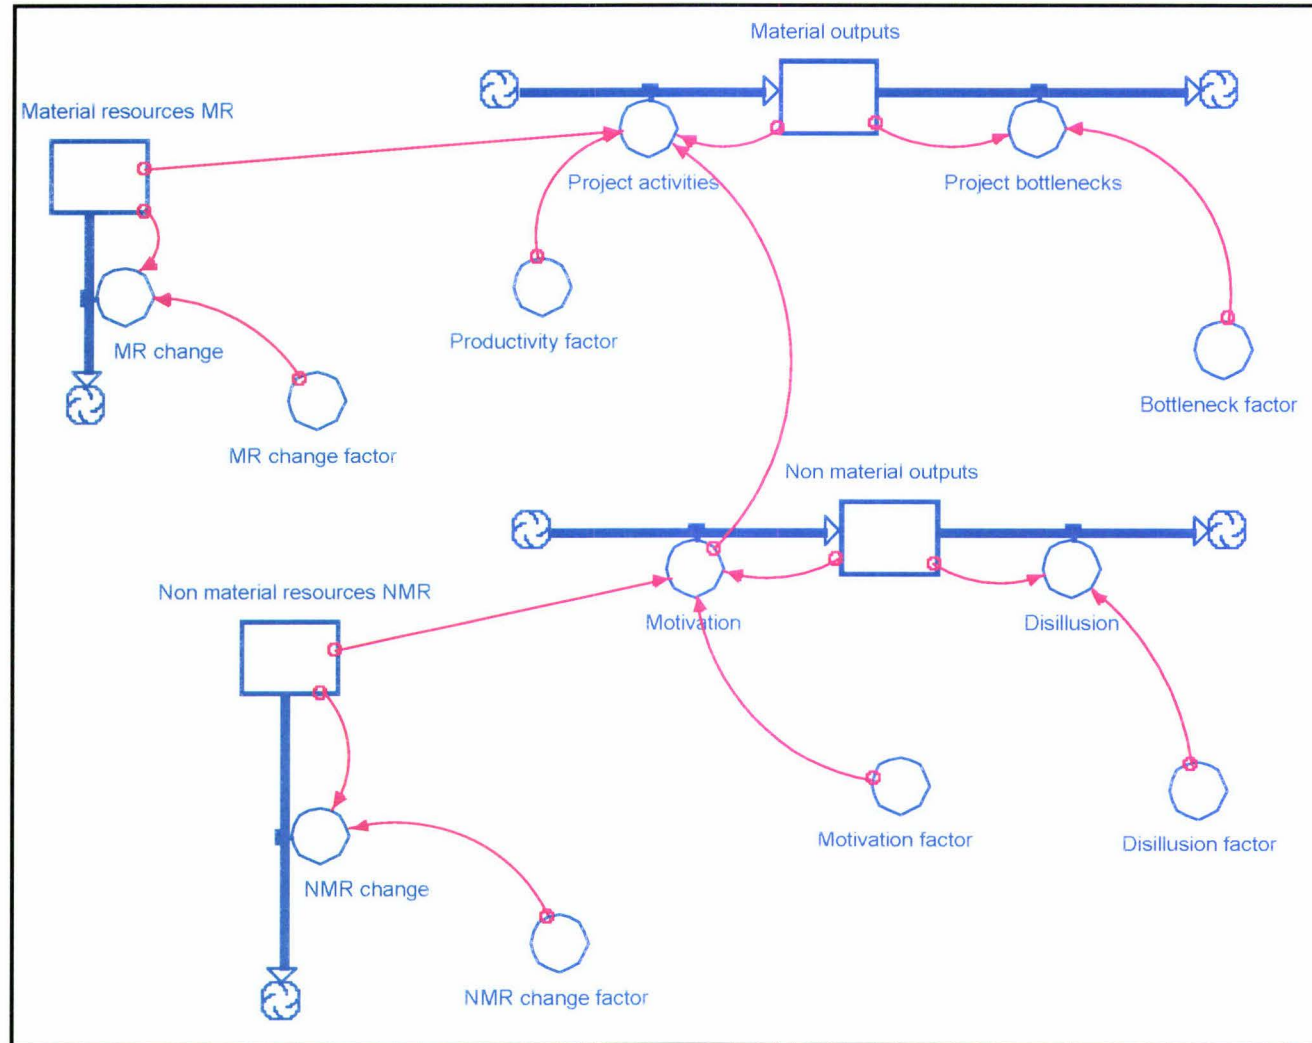 Material outputs
Material resources MR
Project activities
Project bottlenecks
Productivity factor
MR change
Bottleneck factor
MR change factor
Non material outputs
Non material resources NMR
Motivation
Disillusion
Motivation factor
Disillusion factor
NMR change
NMR change factor